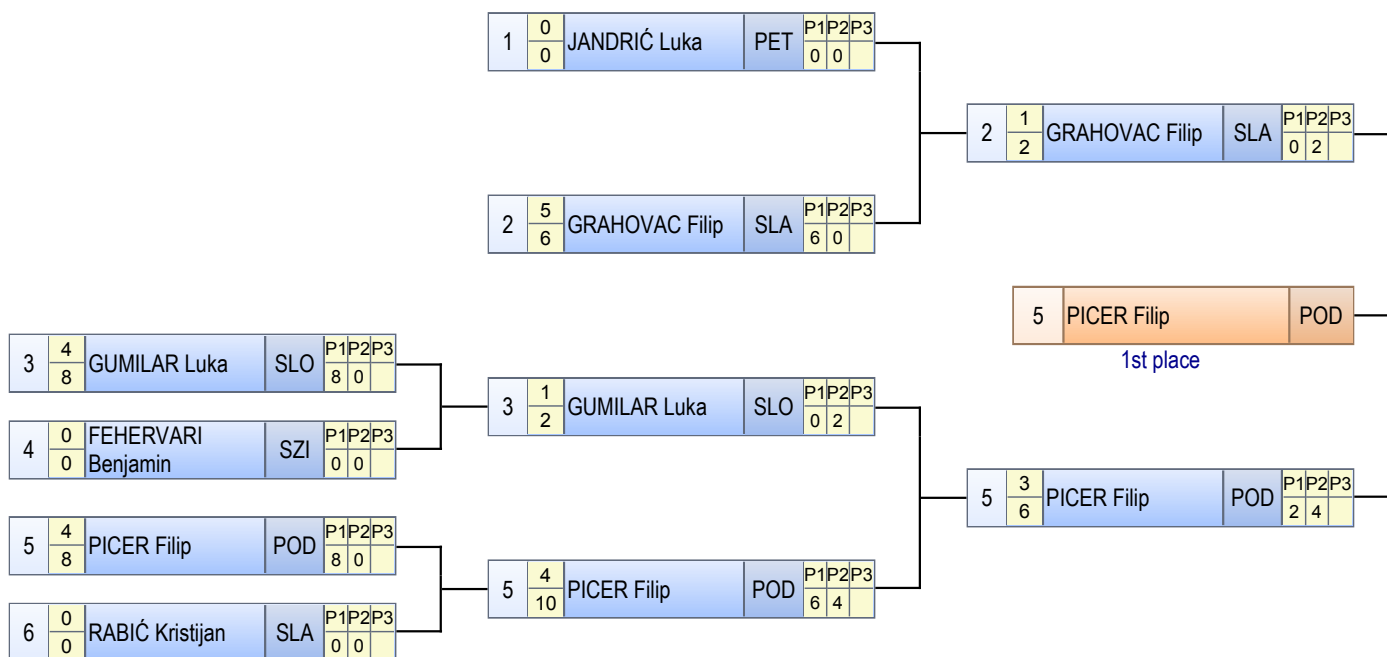 1 0 JANDRIĆ Luka PET P1 P2 P3
0 0 0
2 1 GRAHOVAC Filip SLA P1 P2 P3
2 0 2
2 5 GRAHOVAC Filip SLA P1 P2 P3
6 6 0
5 PICER Filip POD
1st place
3 4 GUMILAR Luka SLO P1 P2 P3
8 8 0
4 0 FEHERVARI SZI P1 P2 P3
0 Benjamin 0 0
3 1 GUMILAR Luka SLO P1 P2 P3
2 0 2
5 3 PICER Filip POD P1 P2 P3
6 2 4
5 4 PICER Filip POD P1 P2 P3
8 8 0
6 0 RABIĆ Kristijan SLA P1 P2 P3
0 0 0
5 4 PICER Filip POD P1 P2 P3
10 6 4